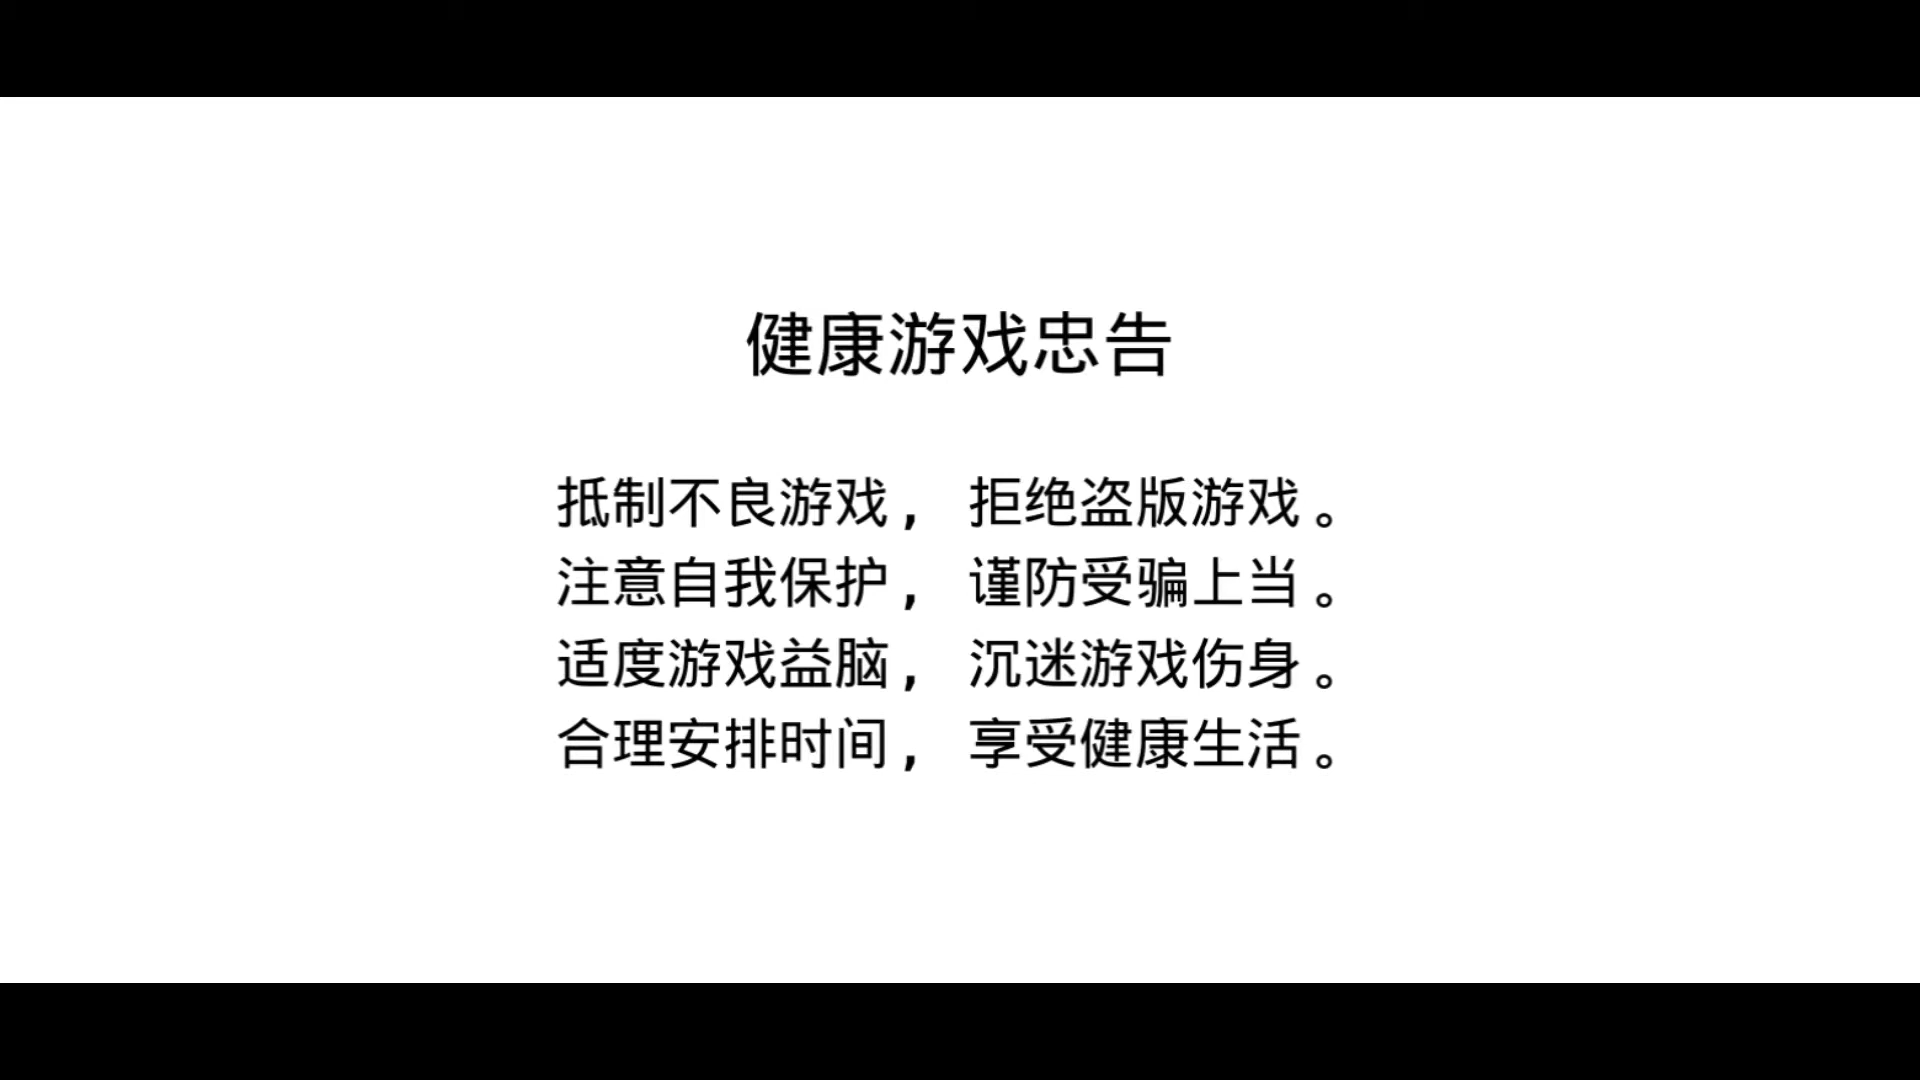 健康游戏忠告
抵制不良游戏， 拒绝盗版游戏。
注意自我保护， 谨防受骗上当。
适度游戏益脑， 沉迷游戏伤身。
合理安排时间， 享受健康生活。